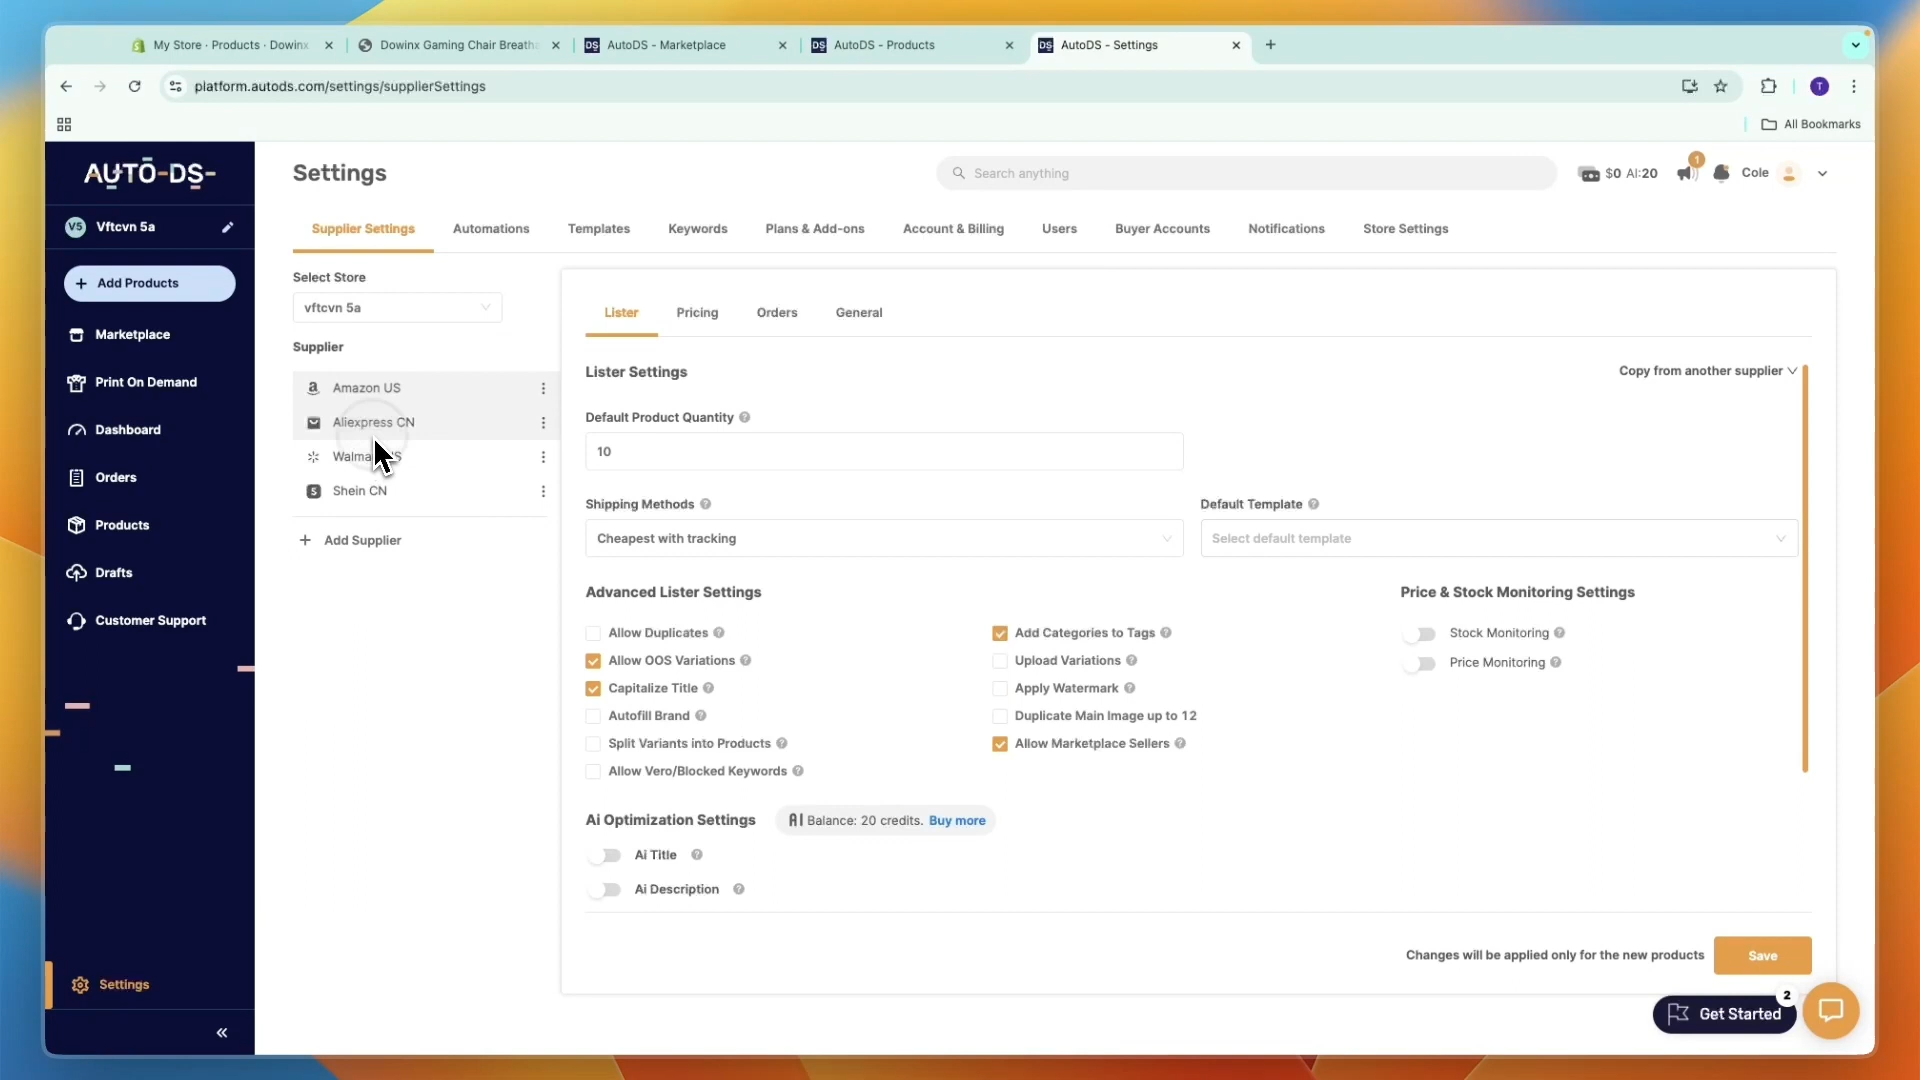 My Store · Products · Dowinx
Dowinx Gaming Chair Breath
DS AutoDS - Marketplace
DS AutoDS - Products
DS AutoDS - Settings
platform.autods.com/settings/supplierSettings
T
All Bookmarks
AUTO-DS-
Settings
Search anything
$0 AI:20
1
Cole
V5 Vftcvn 5a
Supplier Settings
Automations
Templates
Keywords
Plans & Add-ons
Account & Billing
Users
Buyer Accounts
Notifications
Store Settings
+ Add Products
Marketplace
Print On Demand
Dashboard
Orders
Products
Drafts
Customer Support
Settings
Select Store
vftcvn 5a
Supplier
Amazon US
Aliexpress CN
Shein CN
+ Add Supplier
Lister
Pricing
Orders
General
Lister Settings
Copy from another supplier
Default Product Quantity
10
Shipping Methods
Cheapest with tracking
Default Template
Select default template
Advanced Lister Settings
Allow Duplicates
Allow OOS Variations
Capitalize Title
Autofill Brand
Split Variants into Products
Allow Vero/Blocked Keywords
Add Categories to Tags
Upload Variations
Apply Watermark
Duplicate Main Image up to 12
Allow Marketplace Sellers
Price & Stock Monitoring Settings
Stock Monitoring
Price Monitoring
Ai Optimization Settings
AI Balance: 20 credits. Buy more
Ai Title
Ai Description
Changes will be applied only for the new products
Save
Get Started
2